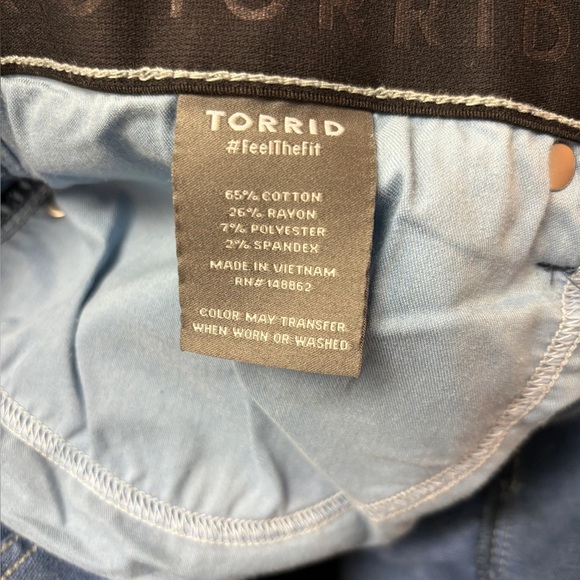 TORRID
TORRID
#FeelTheFit
65% COTTON
26% RAYON
7% POLYESTER
2% SPANDEX
MADE IN VIETNAM
RN# 148862
COLOR MAY TRANSFER
WHEN WORN OR WASHED